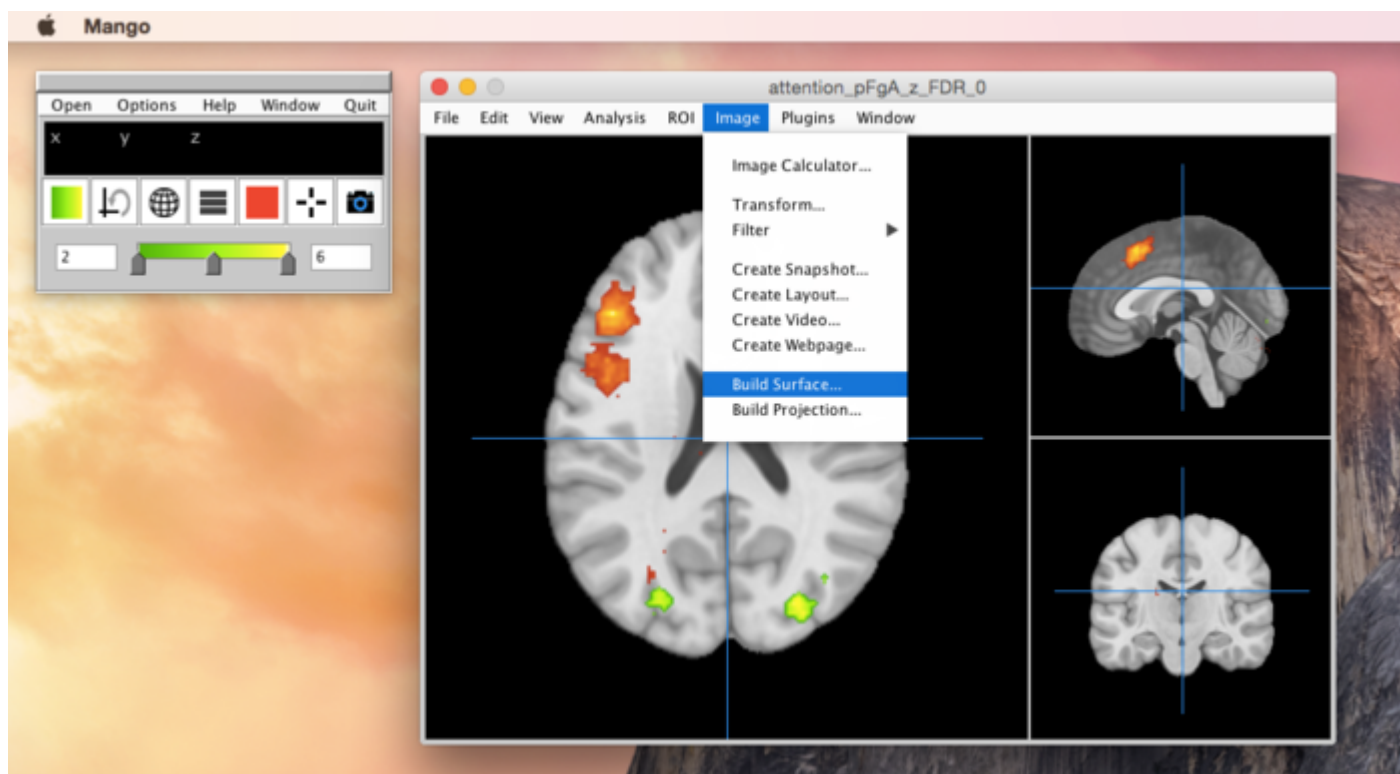 Mango
Open Options Help Window Quit
x y z
2 6
attention_pFgA_z_FDR_0
File Edit View Analysis ROI Image Plugins Window
Image Calculator...
Transform...
Filter
Create Snapshot...
Create Layout...
Create Video...
Create Webpage...
Build Surface...
Build Projection...